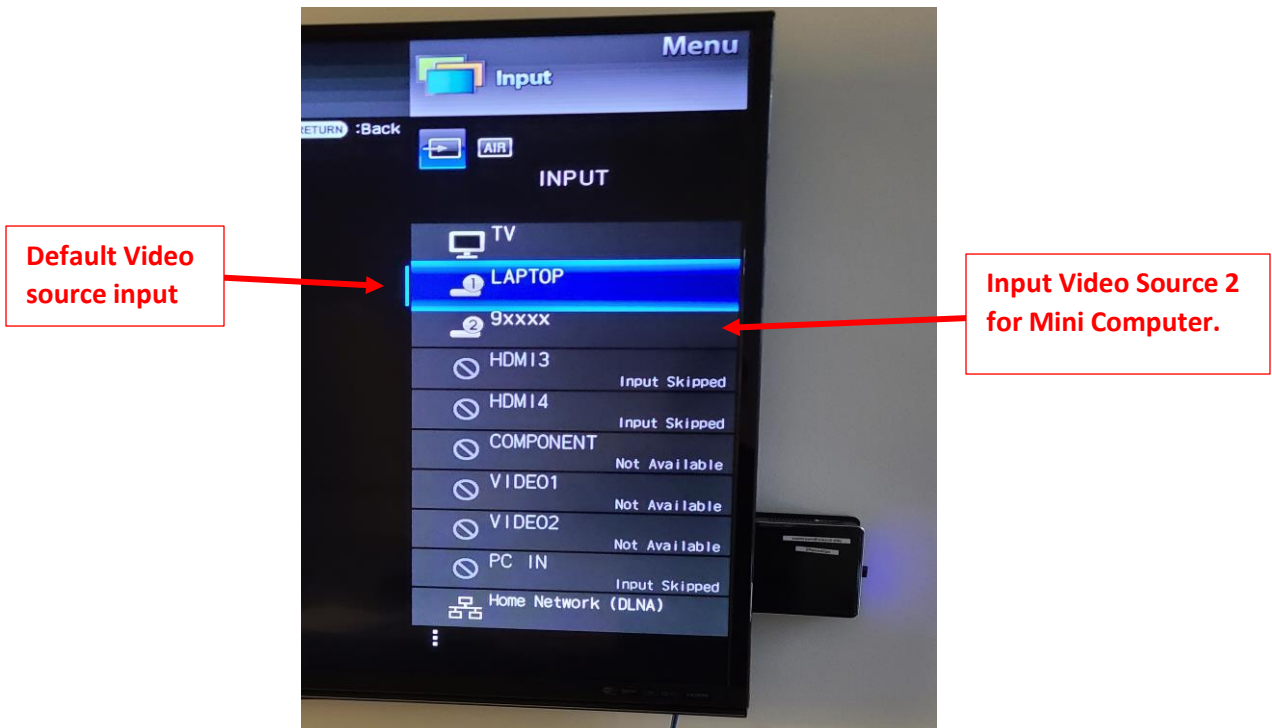 Menu
Input
RETURN :Back
AIR
INPUT
Default Video
source input
TV
1 LAPTOP
2 9xxxx
Input Video Source 2
for Mini Computer.
HDMI3
Input Skipped
HDMI4
Input Skipped
COMPONENT
Not Available
VIDEO1
Not Available
VIDEO2
Not Available
PC IN
Input Skipped
Home Network (DLNA)